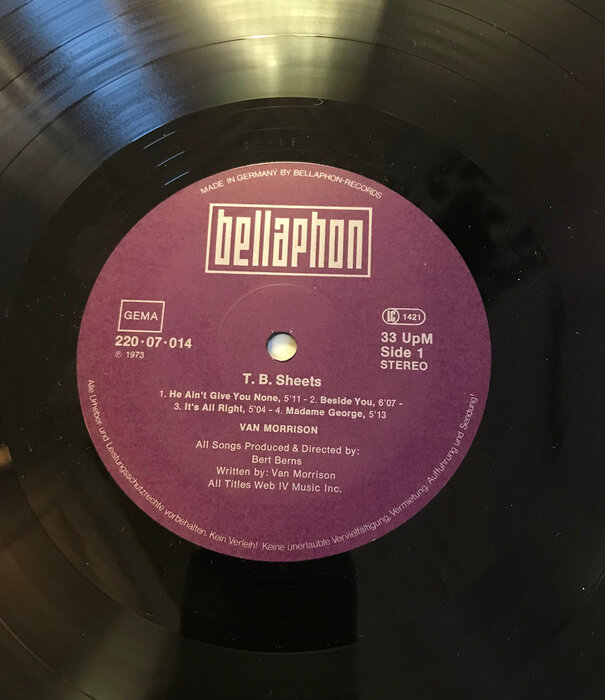 MADE IN GERMANY BY BELLAPHON-RECORDS
bellaphon
GEMA
LC 1421
220·07·014
℗ 1973
33 UpM
Side 1
STEREO
T. B. Sheets
1. He Ain't Give You None, 5'11 - 2. Beside You, 6'07 -
3. It's All Right, 5'04 - 4. Madame George, 5'13
VAN MORRISON
All Songs Produced & Directed by:
Bert Berns
Written by: Van Morrison
All Titles Web IV Music Inc.
Alle Urheber und Leistungsschutzrechte vorbehalten. Kein Verleih! Keine unerlaubte Vervielfältigung, Vermietung, Aufführung und Sendung!